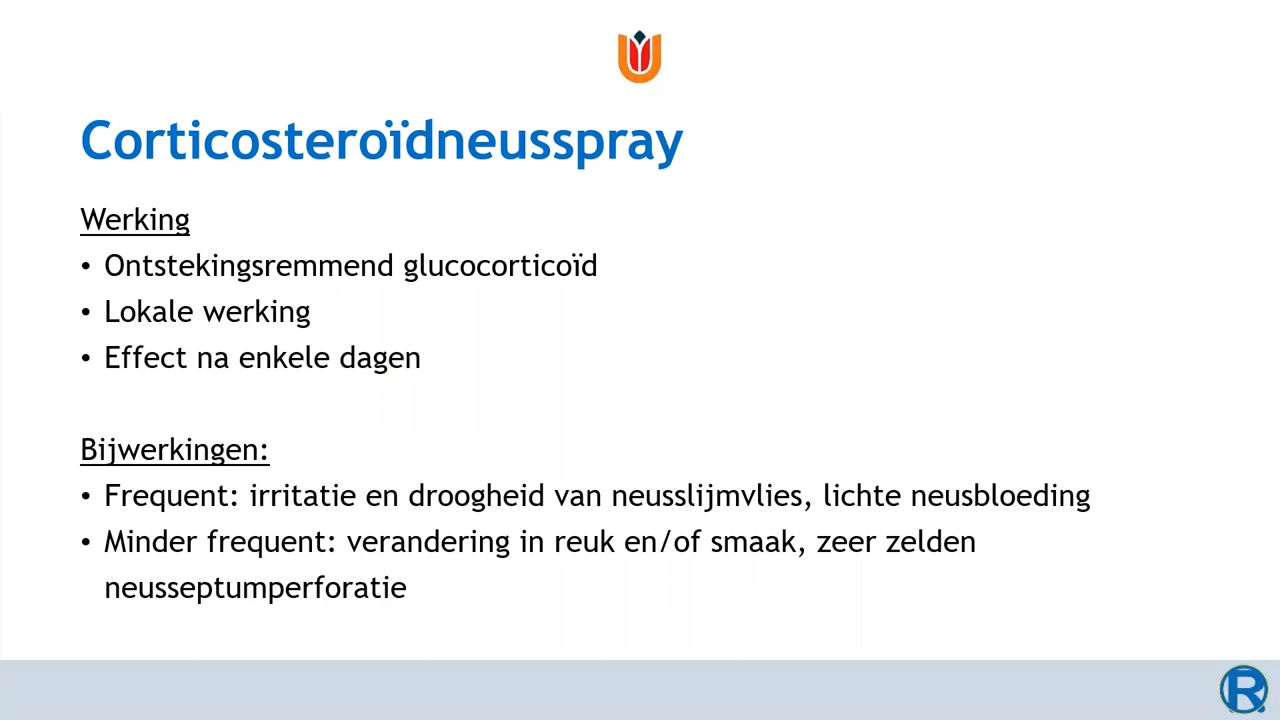 Corticosteroïdneusspray
Werking
• Ontstekingsremmend glucocorticoïd
• Lokale werking
• Effect na enkele dagen
Bijwerkingen:
• Frequent: irritatie en droogheid van neusslijmvlies, lichte neusbloeding
• Minder frequent: verandering in reuk en/of smaak, zeer zelden
neusseptumperforatie
R